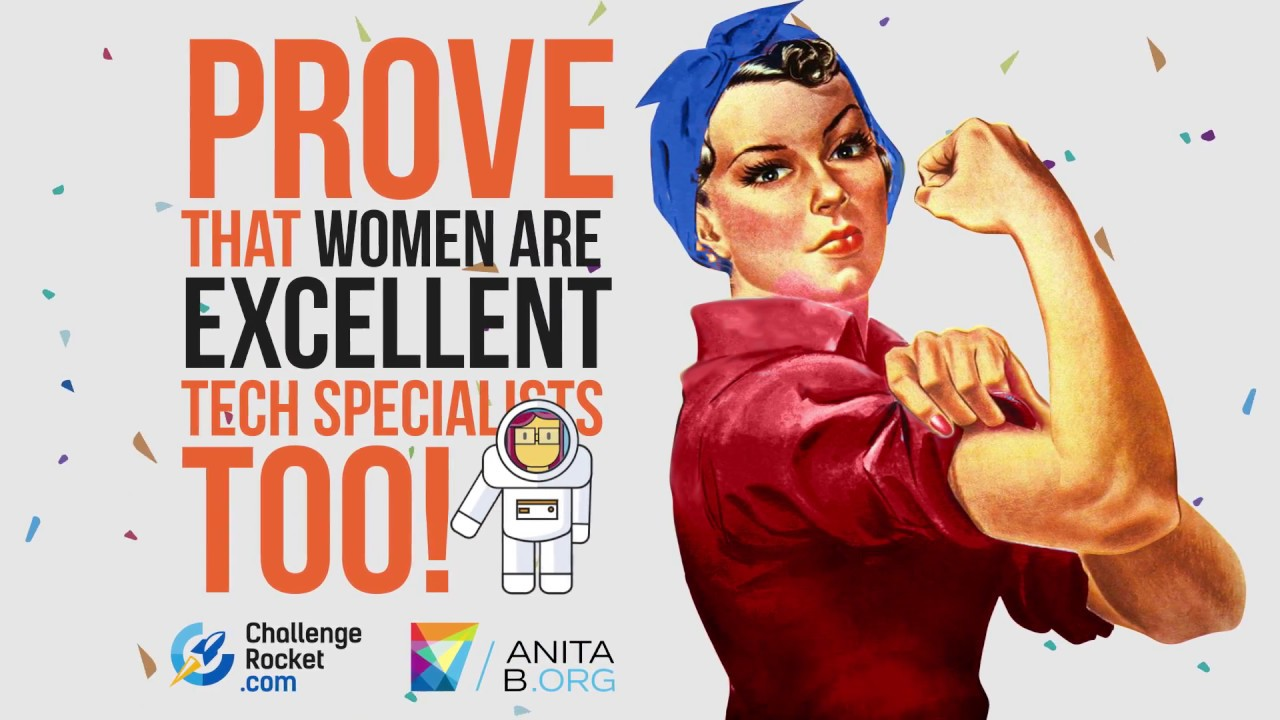 PROVE
THAT WOMEN ARE
EXCELLENT
TECH SPECIALISTS
TOO!
Challenge
Rocket
.com
ANITA
B.ORG